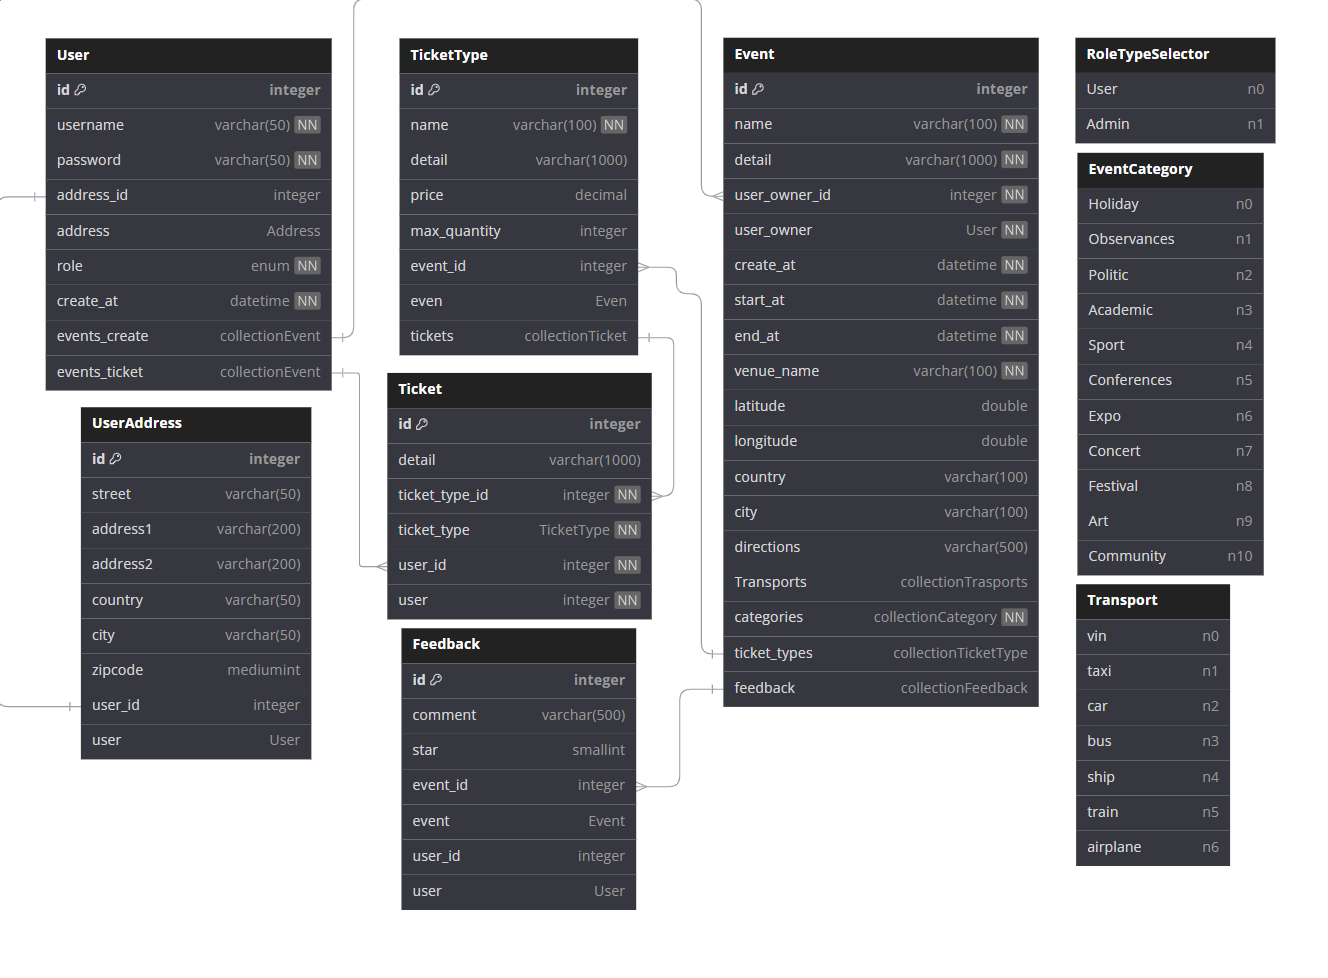 User
id integer
username varchar(50) NN
password varchar(50) NN
address_id integer
address Address
role enum NN
create_at datetime NN
events_create collectionEvent
events_ticket collectionEvent
UserAddress
id integer
street varchar(50)
address1 varchar(200)
address2 varchar(200)
country varchar(50)
city varchar(50)
zipcode mediumint
user_id integer
user User
TicketType
id integer
name varchar(100) NN
detail varchar(1000)
price decimal
max_quantity integer
event_id integer
even Even
tickets collectionTicket
Ticket
id integer
detail varchar(1000)
ticket_type_id integer NN
ticket_type TicketType NN
user_id integer NN
user integer NN
Feedback
id integer
comment varchar(500)
star smallint
event_id integer
event Event
user_id integer
user User
Event
id integer
name varchar(100) NN
detail varchar(1000) NN
user_owner_id integer NN
user_owner User NN
create_at datetime NN
start_at datetime NN
end_at datetime NN
venue_name varchar(100) NN
latitude double
longitude double
country varchar(100)
city varchar(100)
directions varchar(500)
Transports collectionTrasports
categories collectionCategory NN
ticket_types collectionTicketType
feedback collectionFeedback
RoleTypeSelector
User n0
Admin n1
EventCategory
Holiday n0
Observances n1
Politic n2
Academic n3
Sport n4
Conferences n5
Expo n6
Concert n7
Festival n8
Art n9
Community n10
Transport
vin n0
taxi n1
car n2
bus n3
ship n4
train n5
airplane n6